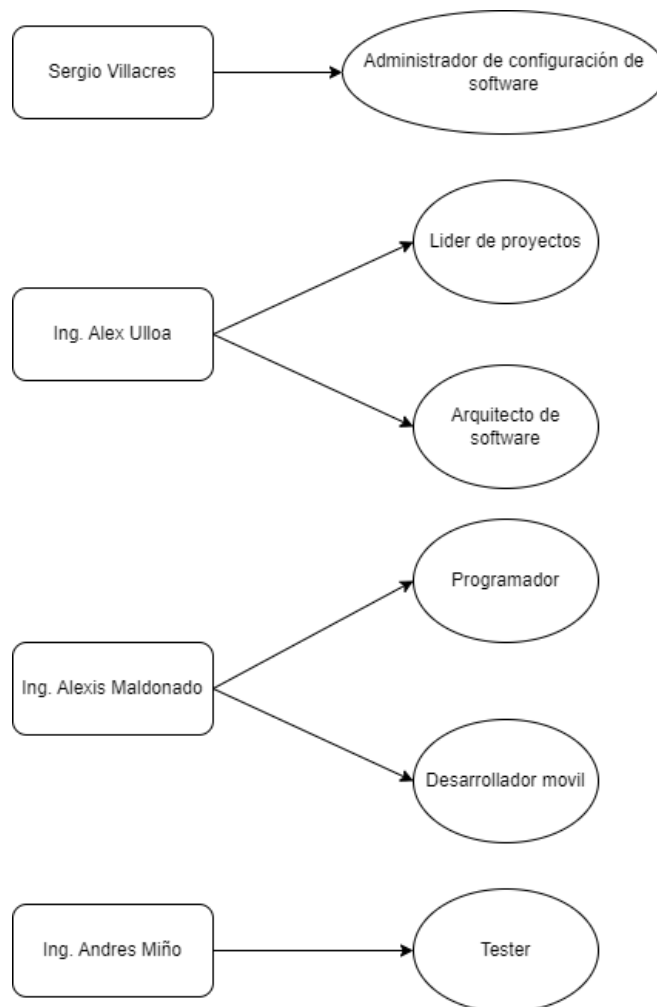 Sergio Villacres
Administrador de configuración de
software
Lider de proyectos
Ing. Alex Ulloa
Arquitecto de
software
Programador
Ing. Alexis Maldonado
Desarrollador movil
Ing. Andres Miño
Tester